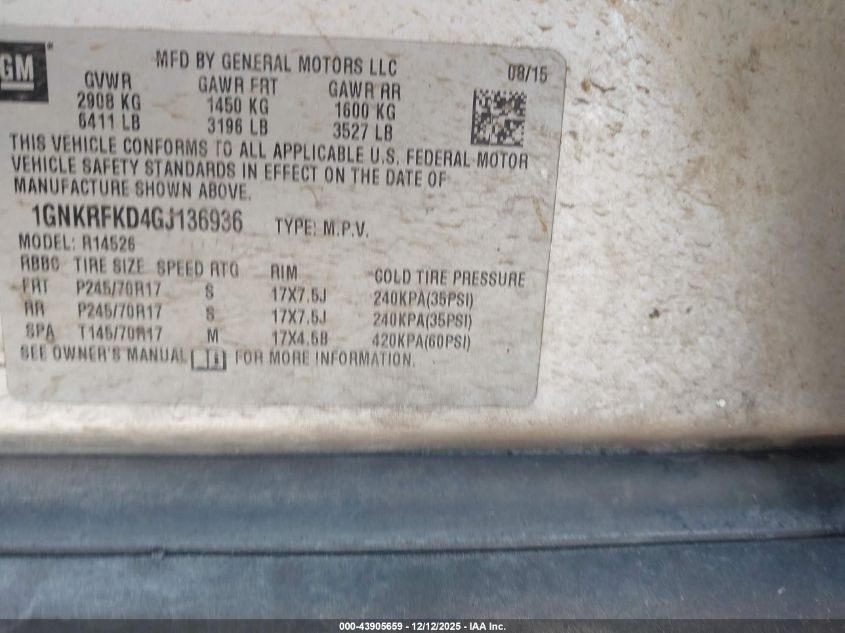 GM
MFD BY GENERAL MOTORS LLC 08/15
GVWR GAWR FRT GAWR RR
2908 KG 1450 KG 1600 KG
6411 LB 3196 LB 3527 LB
THIS VEHICLE CONFORMS TO ALL APPLICABLE U.S. FEDERAL MOTOR
VEHICLE SAFETY STANDARDS IN EFFECT ON THE DATE OF
MANUFACTURE SHOWN ABOVE.
1GNKRFKD4GJ136936 TYPE: M.P.V.
MODEL: R14526
RBBG TIRE SIZE SPEED RTG RIM COLD TIRE PRESSURE
FRT P245/70R17 S 17X7.5J 240KPA(35PSI)
RR P245/70R17 S 17X7.5J 240KPA(35PSI)
SPA T145/70R17 M 17X4.5B 420KPA(60PSI)
SEE OWNER'S MANUAL FOR MORE INFORMATION.
000-43905659 - 12/12/2025 - IAA Inc.